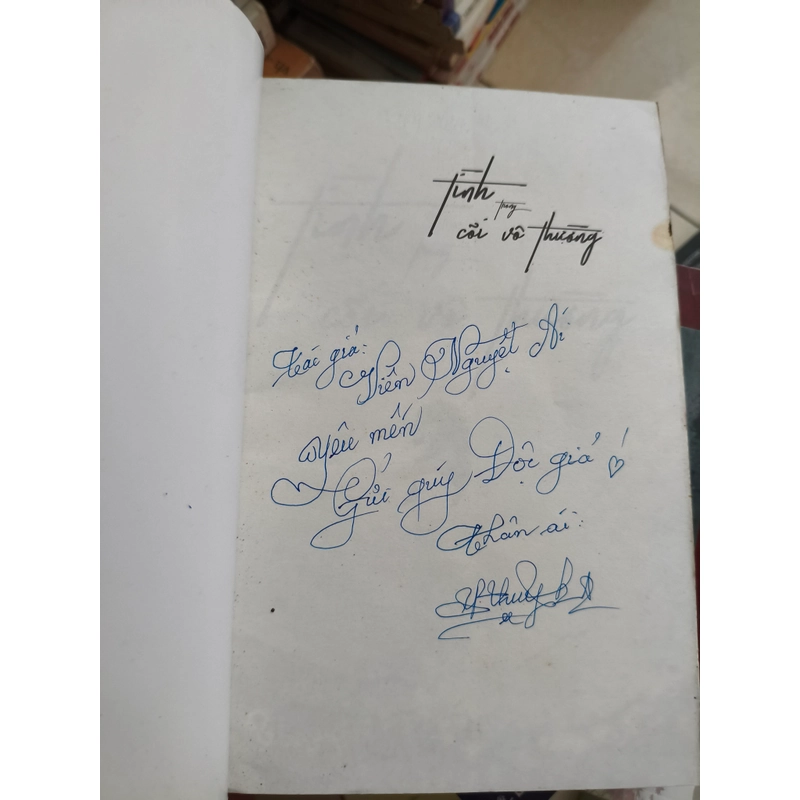 Tình
trong
cõi vô thường
Tác giả: Viên Nguyệt Ái
yêu mến
Gửi quý Độc giả!
Thân ái: